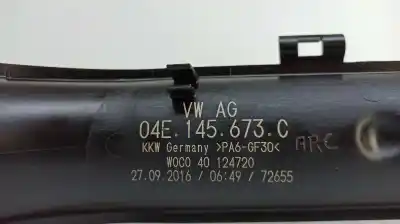 VW AG
04E.145.673.C
KKW Germany >PA6-GF30<
WOCO 40 124720
27.09.2016 / 06:49 / 72655
ARC